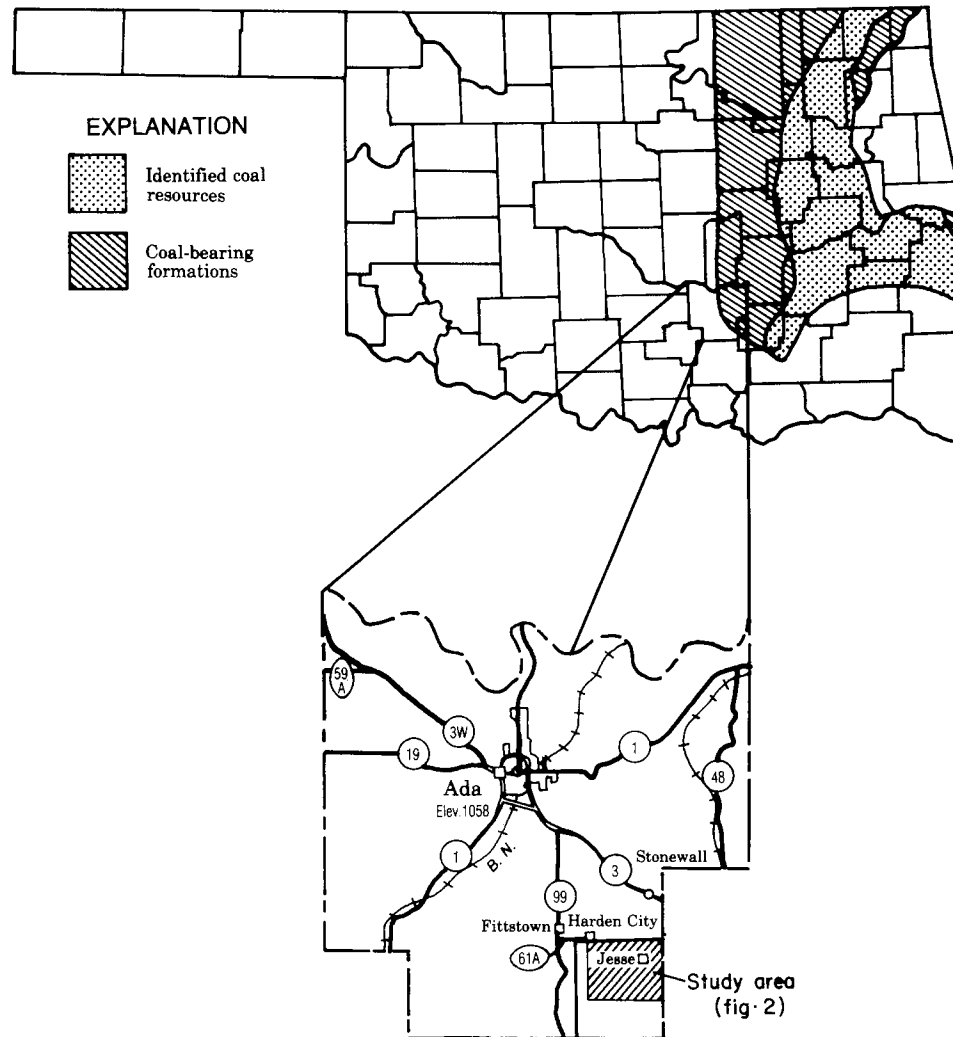 EXPLANATION
Identified coal
resources
Coal-bearing
formations
59
A
3W
19
1
48
Ada
Elev. 1058
1
B. N.
3
Stonewall
99
Fittstown
Harden City
61A
Jesse
Study area
(fig. 2)